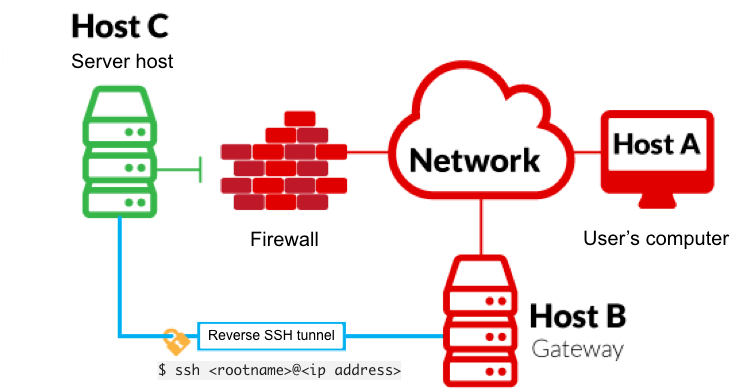 Host C
Server host
Network
Host A
Firewall
User's computer
Reverse SSH tunnel
$ ssh <rootname>@<ip address>
Host B
Gateway